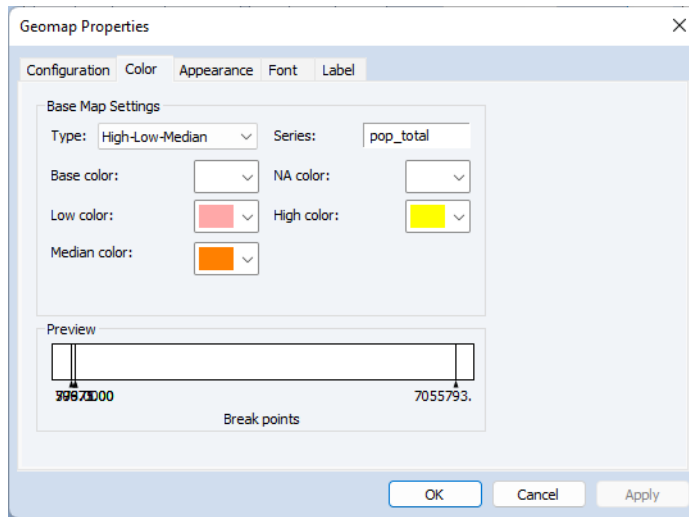 Geomap Properties
Configuration Color Appearance Font Label
Base Map Settings
Type: High-Low-Median Series: pop_total
Base color: NA color:
Low color: High color:
Median color:
Preview
7055793.
Break points
OK Cancel Apply